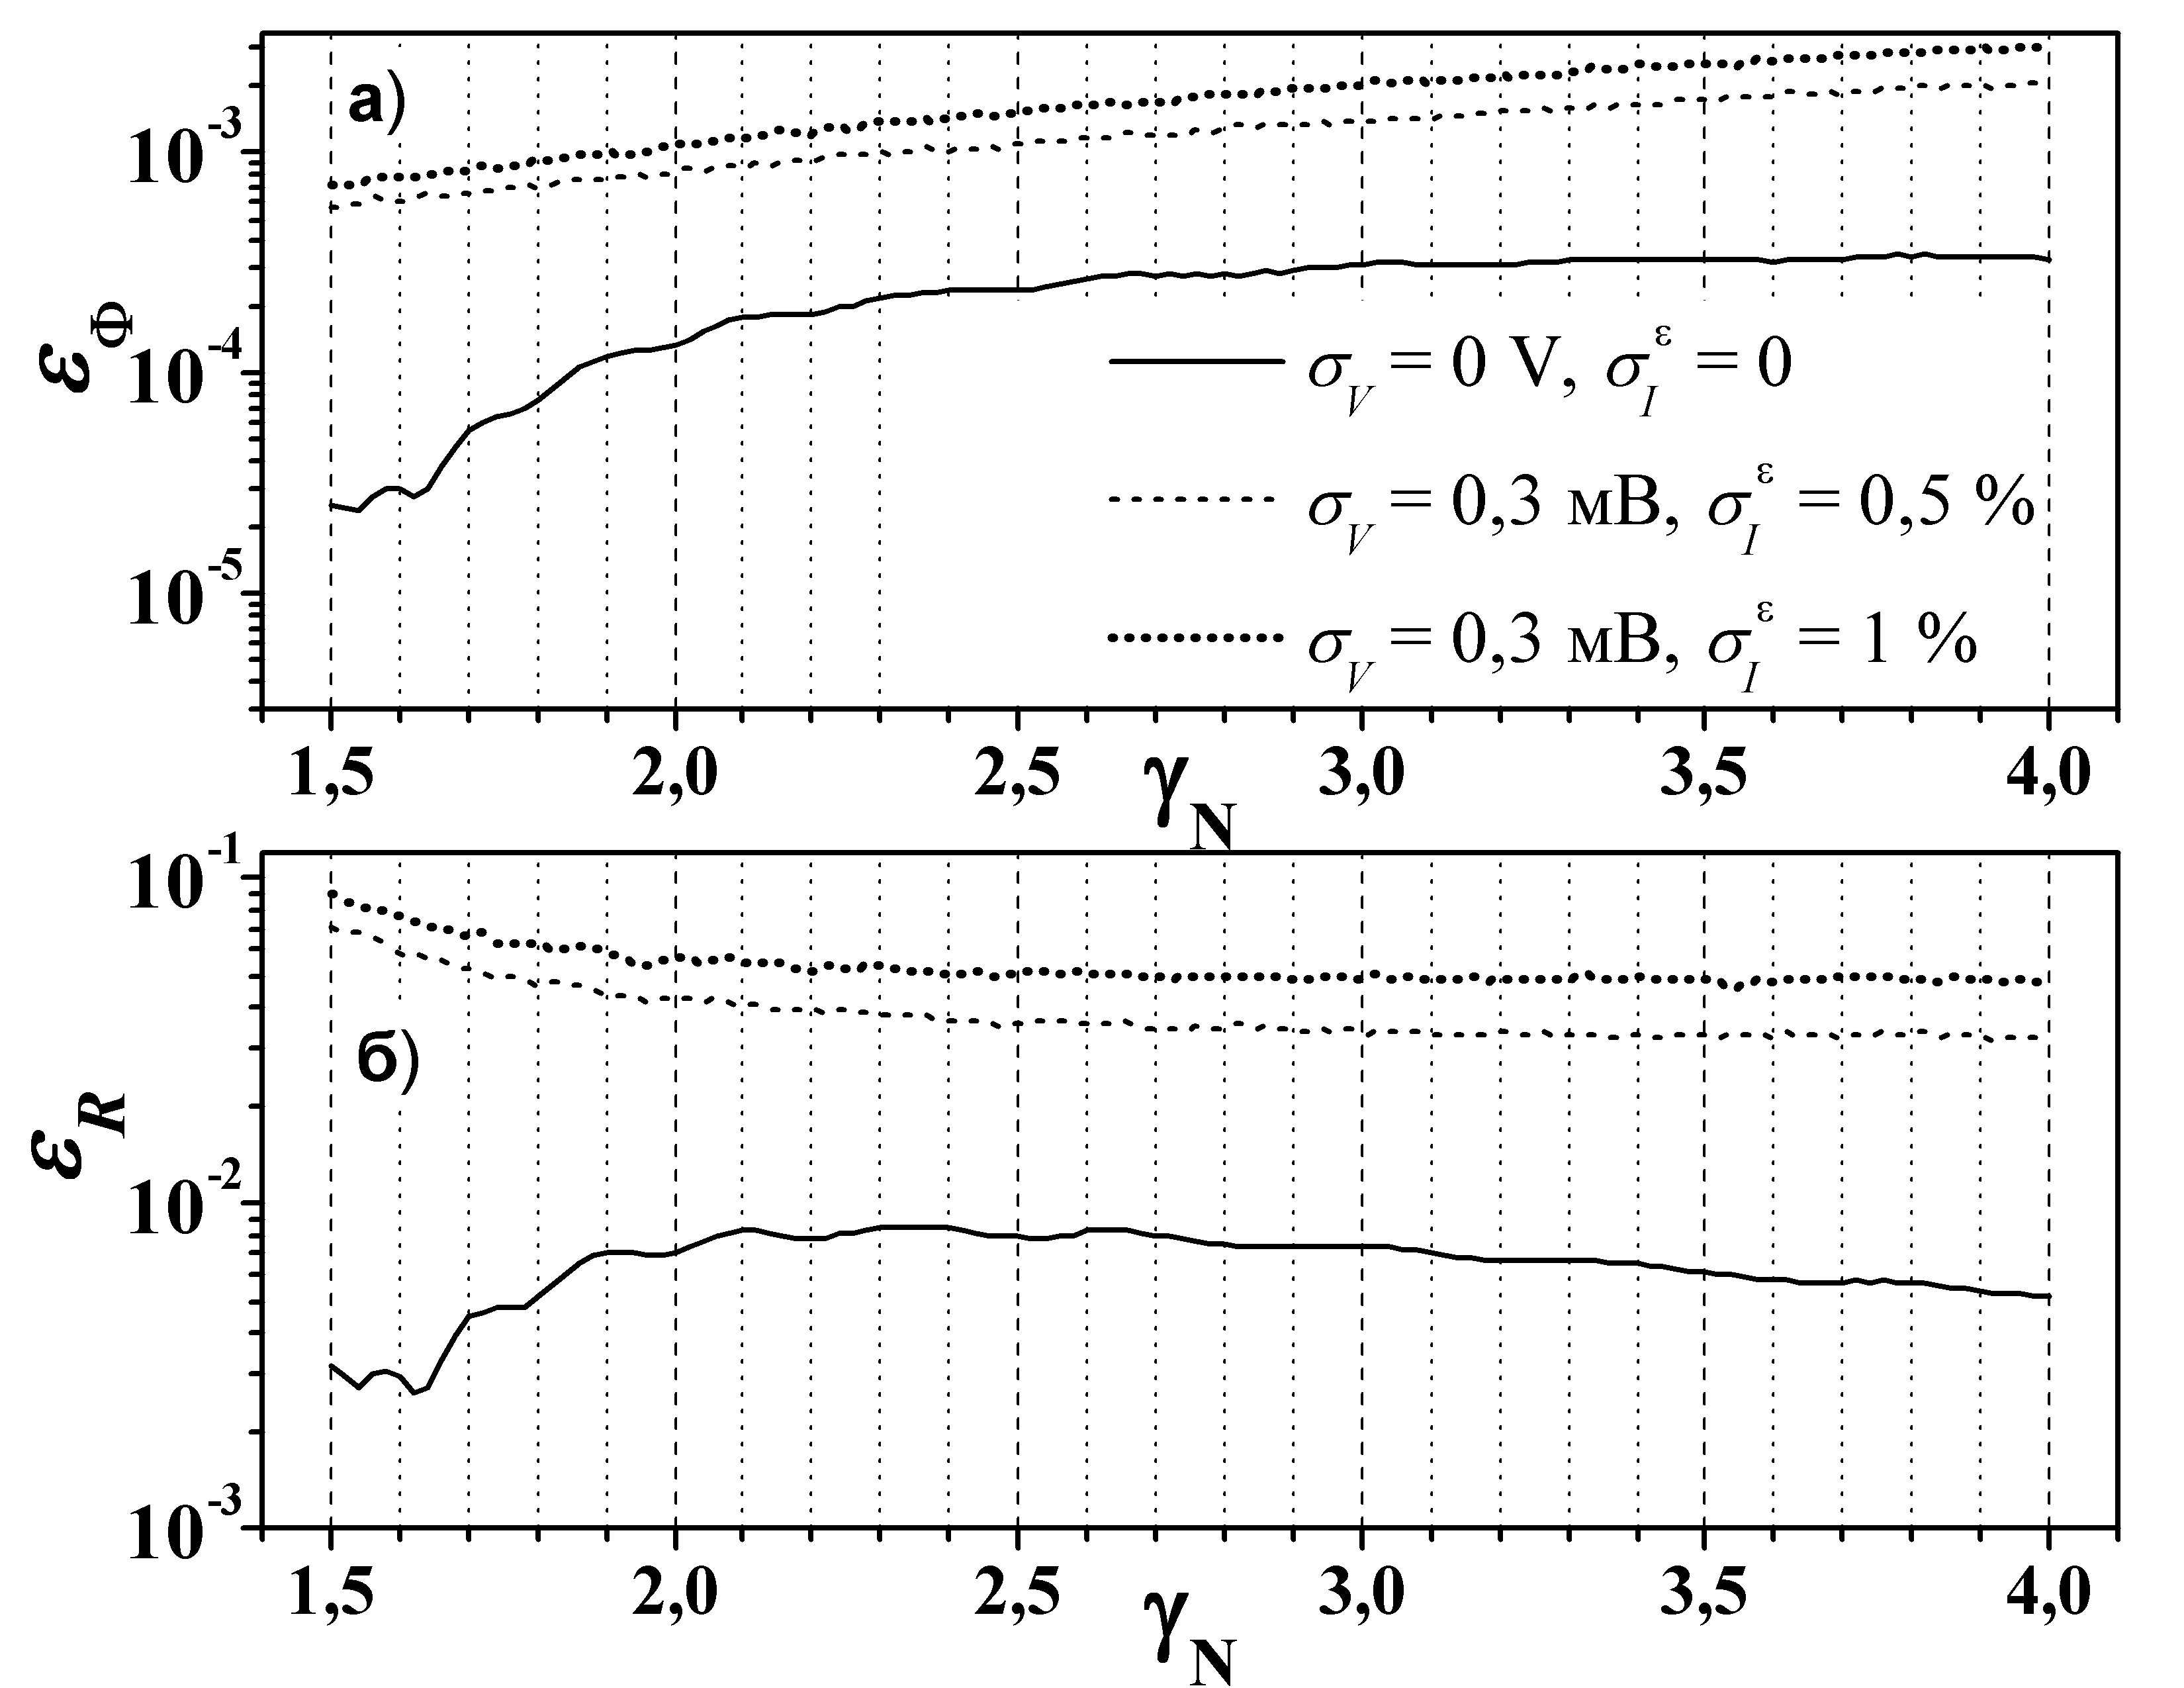 а)
10⁻³
10⁻⁴
10⁻⁵
ε_Φ
σ_V = 0 V, σ_I^ε = 0
σ_V = 0,3 мВ, σ_I^ε = 0,5 %
σ_V = 0,3 мВ, σ_I^ε = 1 %
1,5 2,0 2,5 3,0 3,5 4,0
γ_N
б)
10⁻¹
10⁻²
10⁻³
ε_R
1,5 2,0 2,5 3,0 3,5 4,0
γ_N